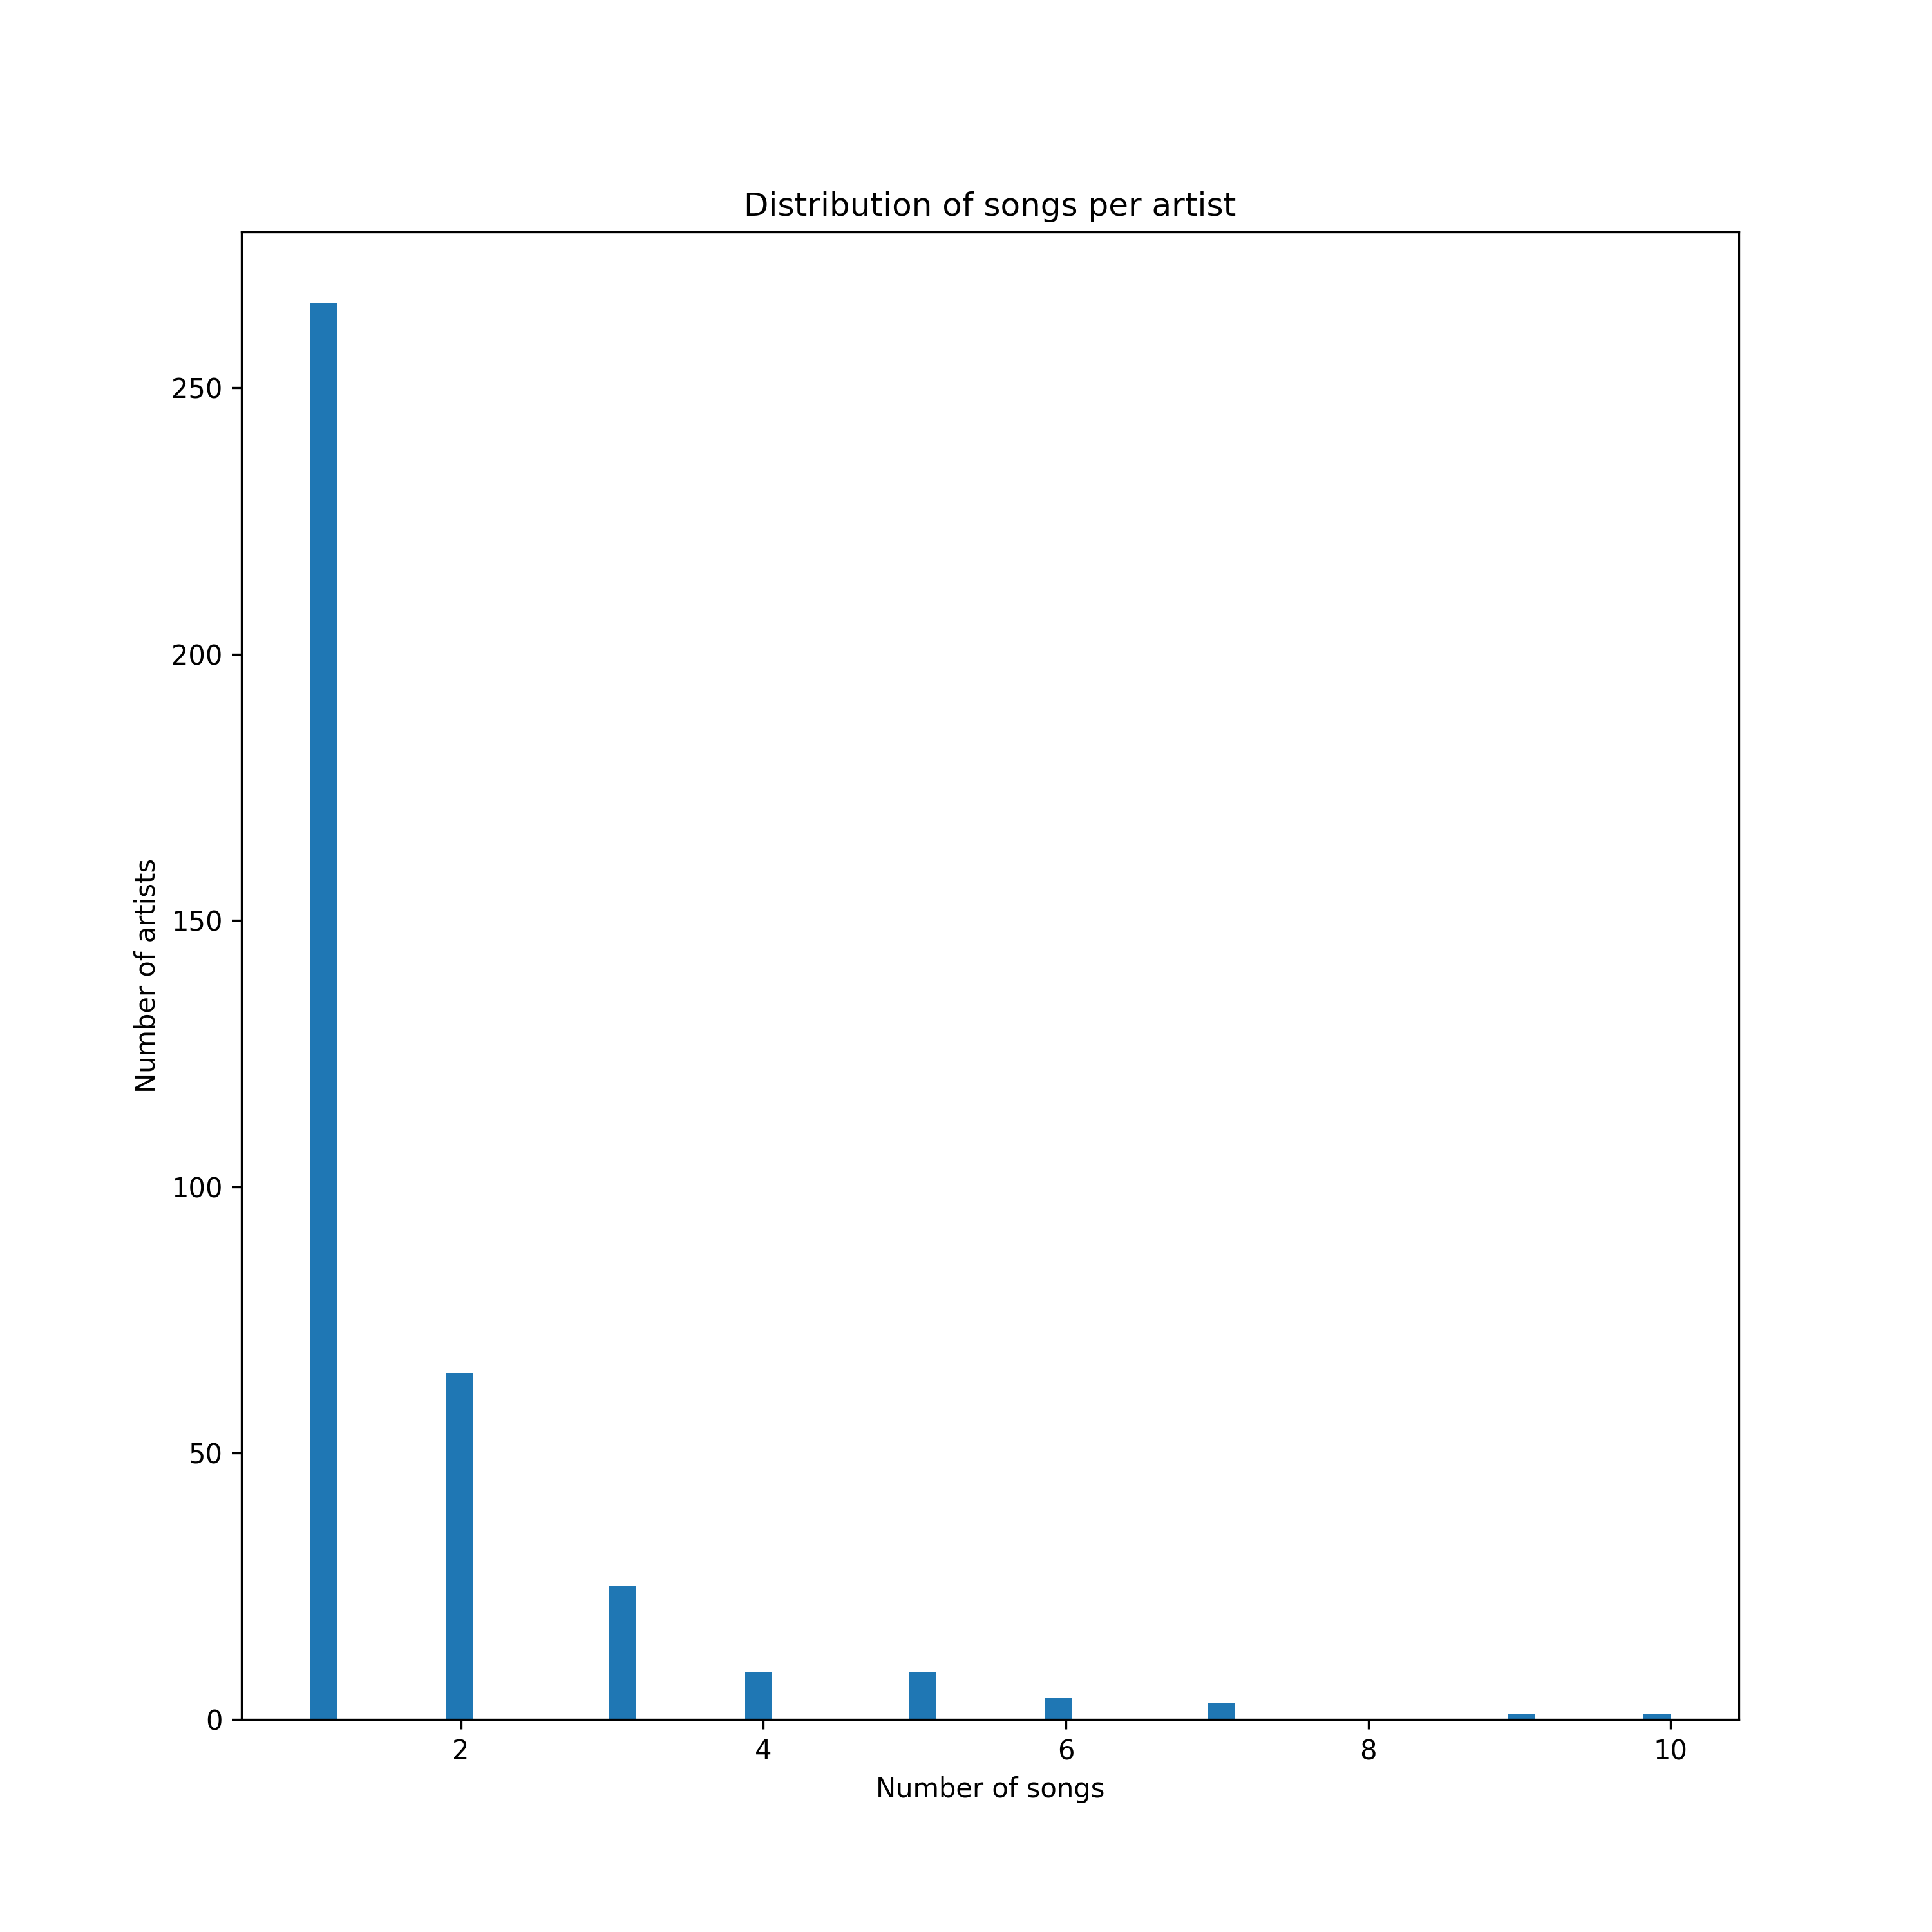 Distribution of songs per artist
250
200
150
100
50
0
Number of artists
2 4 6 8 10
Number of songs